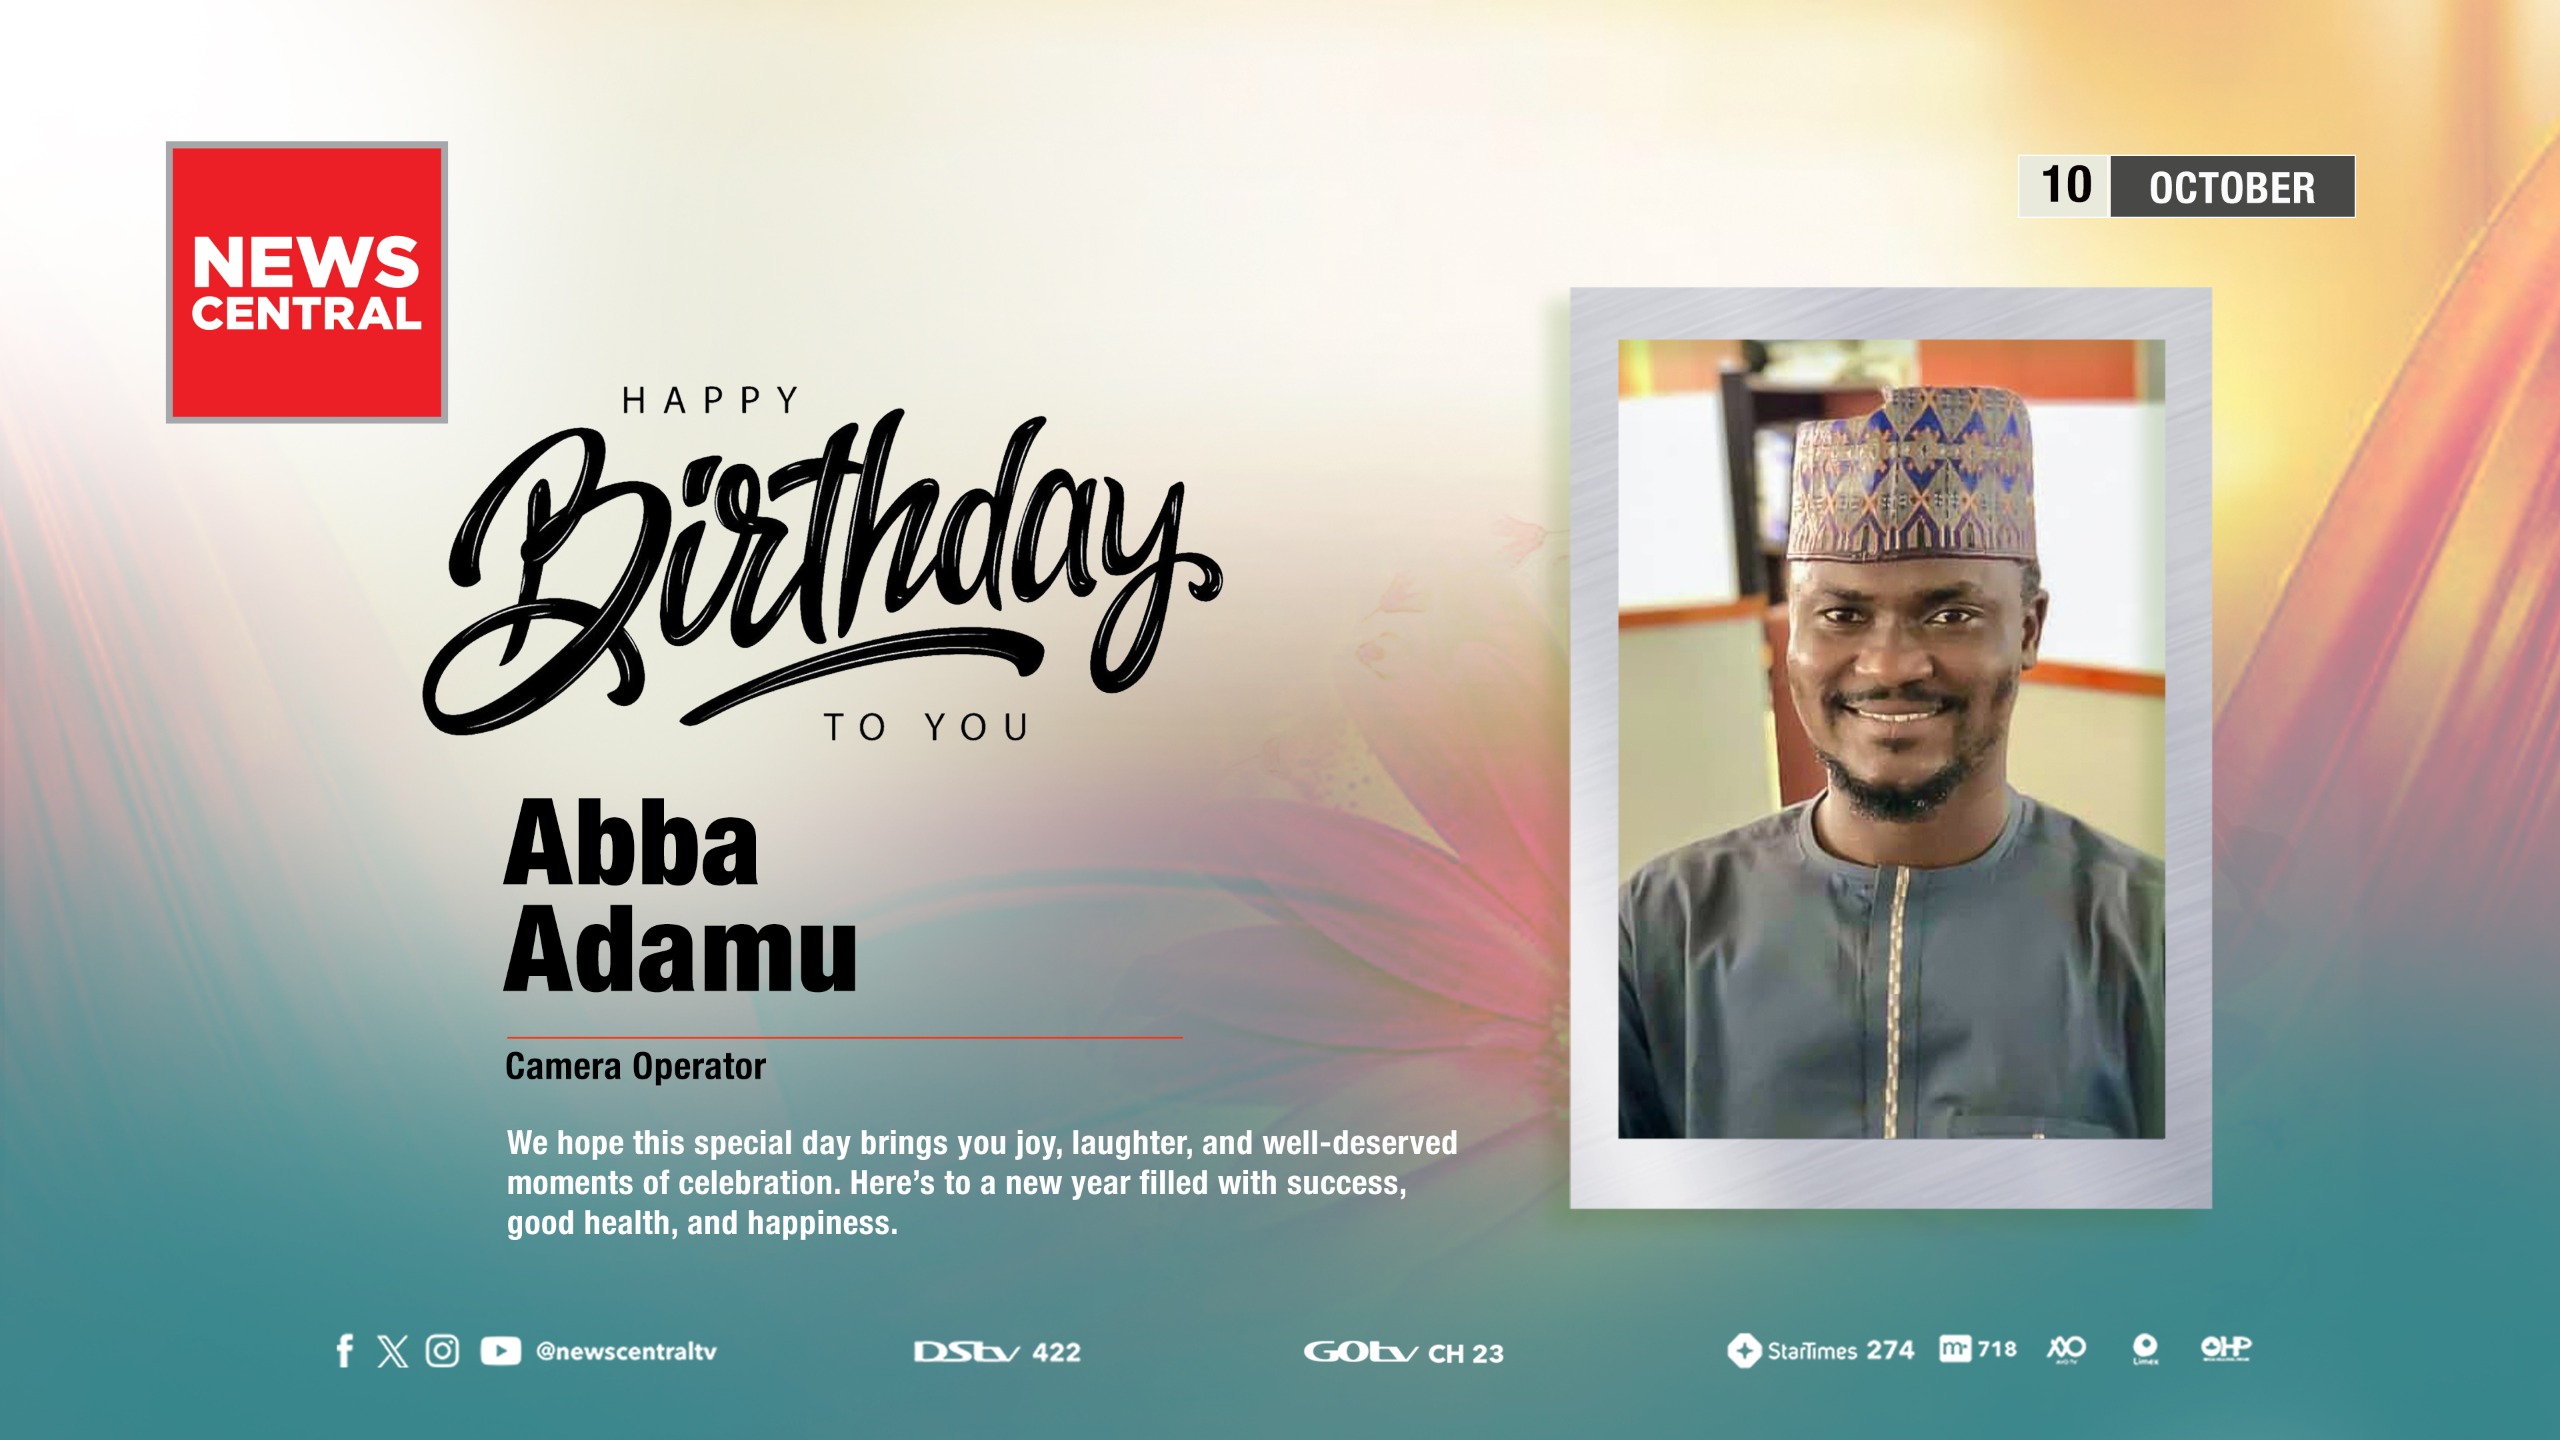 NEWS
CENTRAL
10 OCTOBER
HAPPY
Birthday
TO YOU
Abba
Adamu
Camera Operator
We hope this special day brings you joy, laughter, and well-deserved
moments of celebration. Here’s to a new year filled with success,
good health, and happiness.
@newscentraltv DStv 422 GOtv CH 23 StarTimes 274 718 Limex OHP